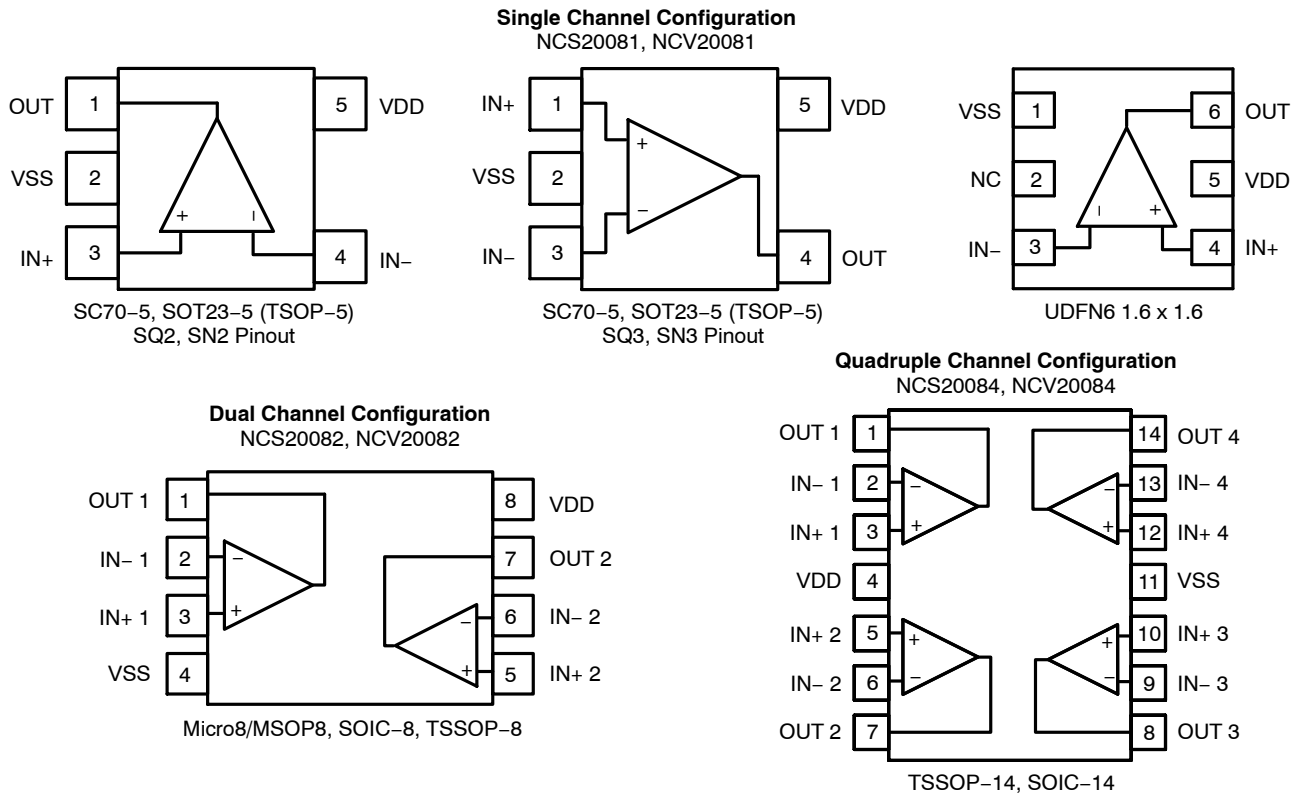 Single Channel Configuration
NCS20081, NCV20081
OUT 1
5 VDD
VSS 2
IN+ 3
4 IN−
+ −
SC70−5, SOT23−5 (TSOP−5)
SQ2, SN2 Pinout
IN+ 1
5 VDD
VSS 2
IN− 3
4 OUT
+
−
SC70−5, SOT23−5 (TSOP−5)
SQ3, SN3 Pinout
VSS 1
6 OUT
NC 2
5 VDD
IN− 3
4 IN+
− +
UDFN6 1.6 x 1.6
Dual Channel Configuration
NCS20082, NCV20082
OUT 1 1
8 VDD
IN− 1 2
−
7 OUT 2
IN+ 1 3
+
6 IN− 2
−
VSS 4
5 IN+ 2
+
Micro8/MSOP8, SOIC−8, TSSOP−8
Quadruple Channel Configuration
NCS20084, NCV20084
OUT 1 1
14 OUT 4
IN− 1 2
−
13 IN− 4
−
IN+ 1 3
+
12 IN+ 4
+
VDD 4
11 VSS
IN+ 2 5
+
10 IN+ 3
+
IN− 2 6
−
9 IN− 3
−
OUT 2 7
8 OUT 3
TSSOP−14, SOIC−14